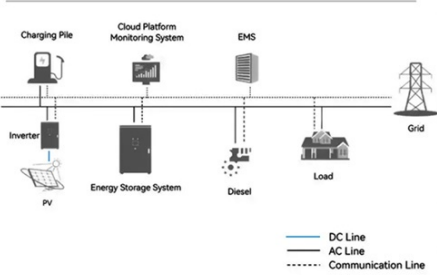 Charging Pile
Cloud Platform
Monitoring System
EMS
Inverter
PV
Energy Storage System
Diesel
Load
Grid
DC Line
AC Line
Communication Line